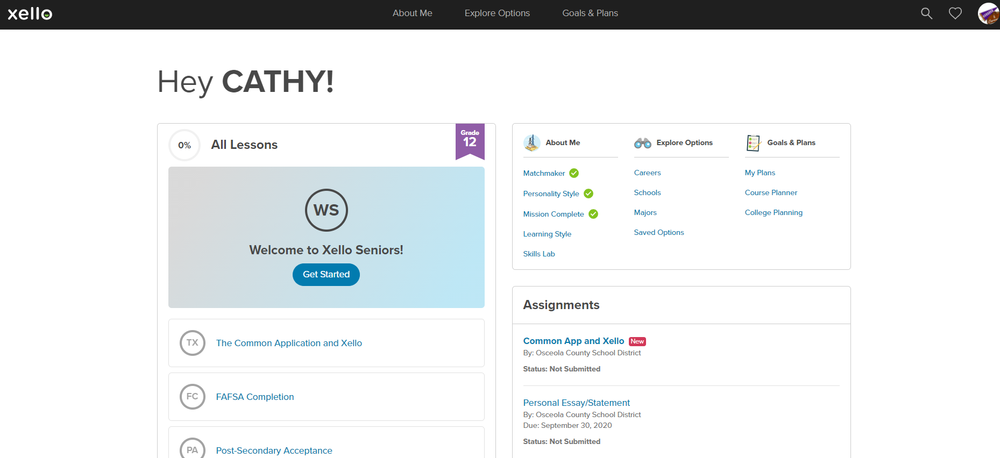 xello
About Me
Explore Options
Goals & Plans
Hey CATHY!
0%
All Lessons
Grade
12
WS
Welcome to Xello Seniors!
Get Started
TX
The Common Application and Xello
FC
FAFSA Completion
PA
Post-Secondary Acceptance
About Me
Matchmaker
Personality Style
Mission Complete
Learning Style
Skills Lab
Explore Options
Careers
Schools
Majors
Saved Options
Goals & Plans
My Plans
Course Planner
College Planning
Assignments
Common App and Xello New
By: Osceola County School District
Status: Not Submitted
Personal Essay/Statement
By: Osceola County School District
Due: September 30, 2020
Status: Not Submitted